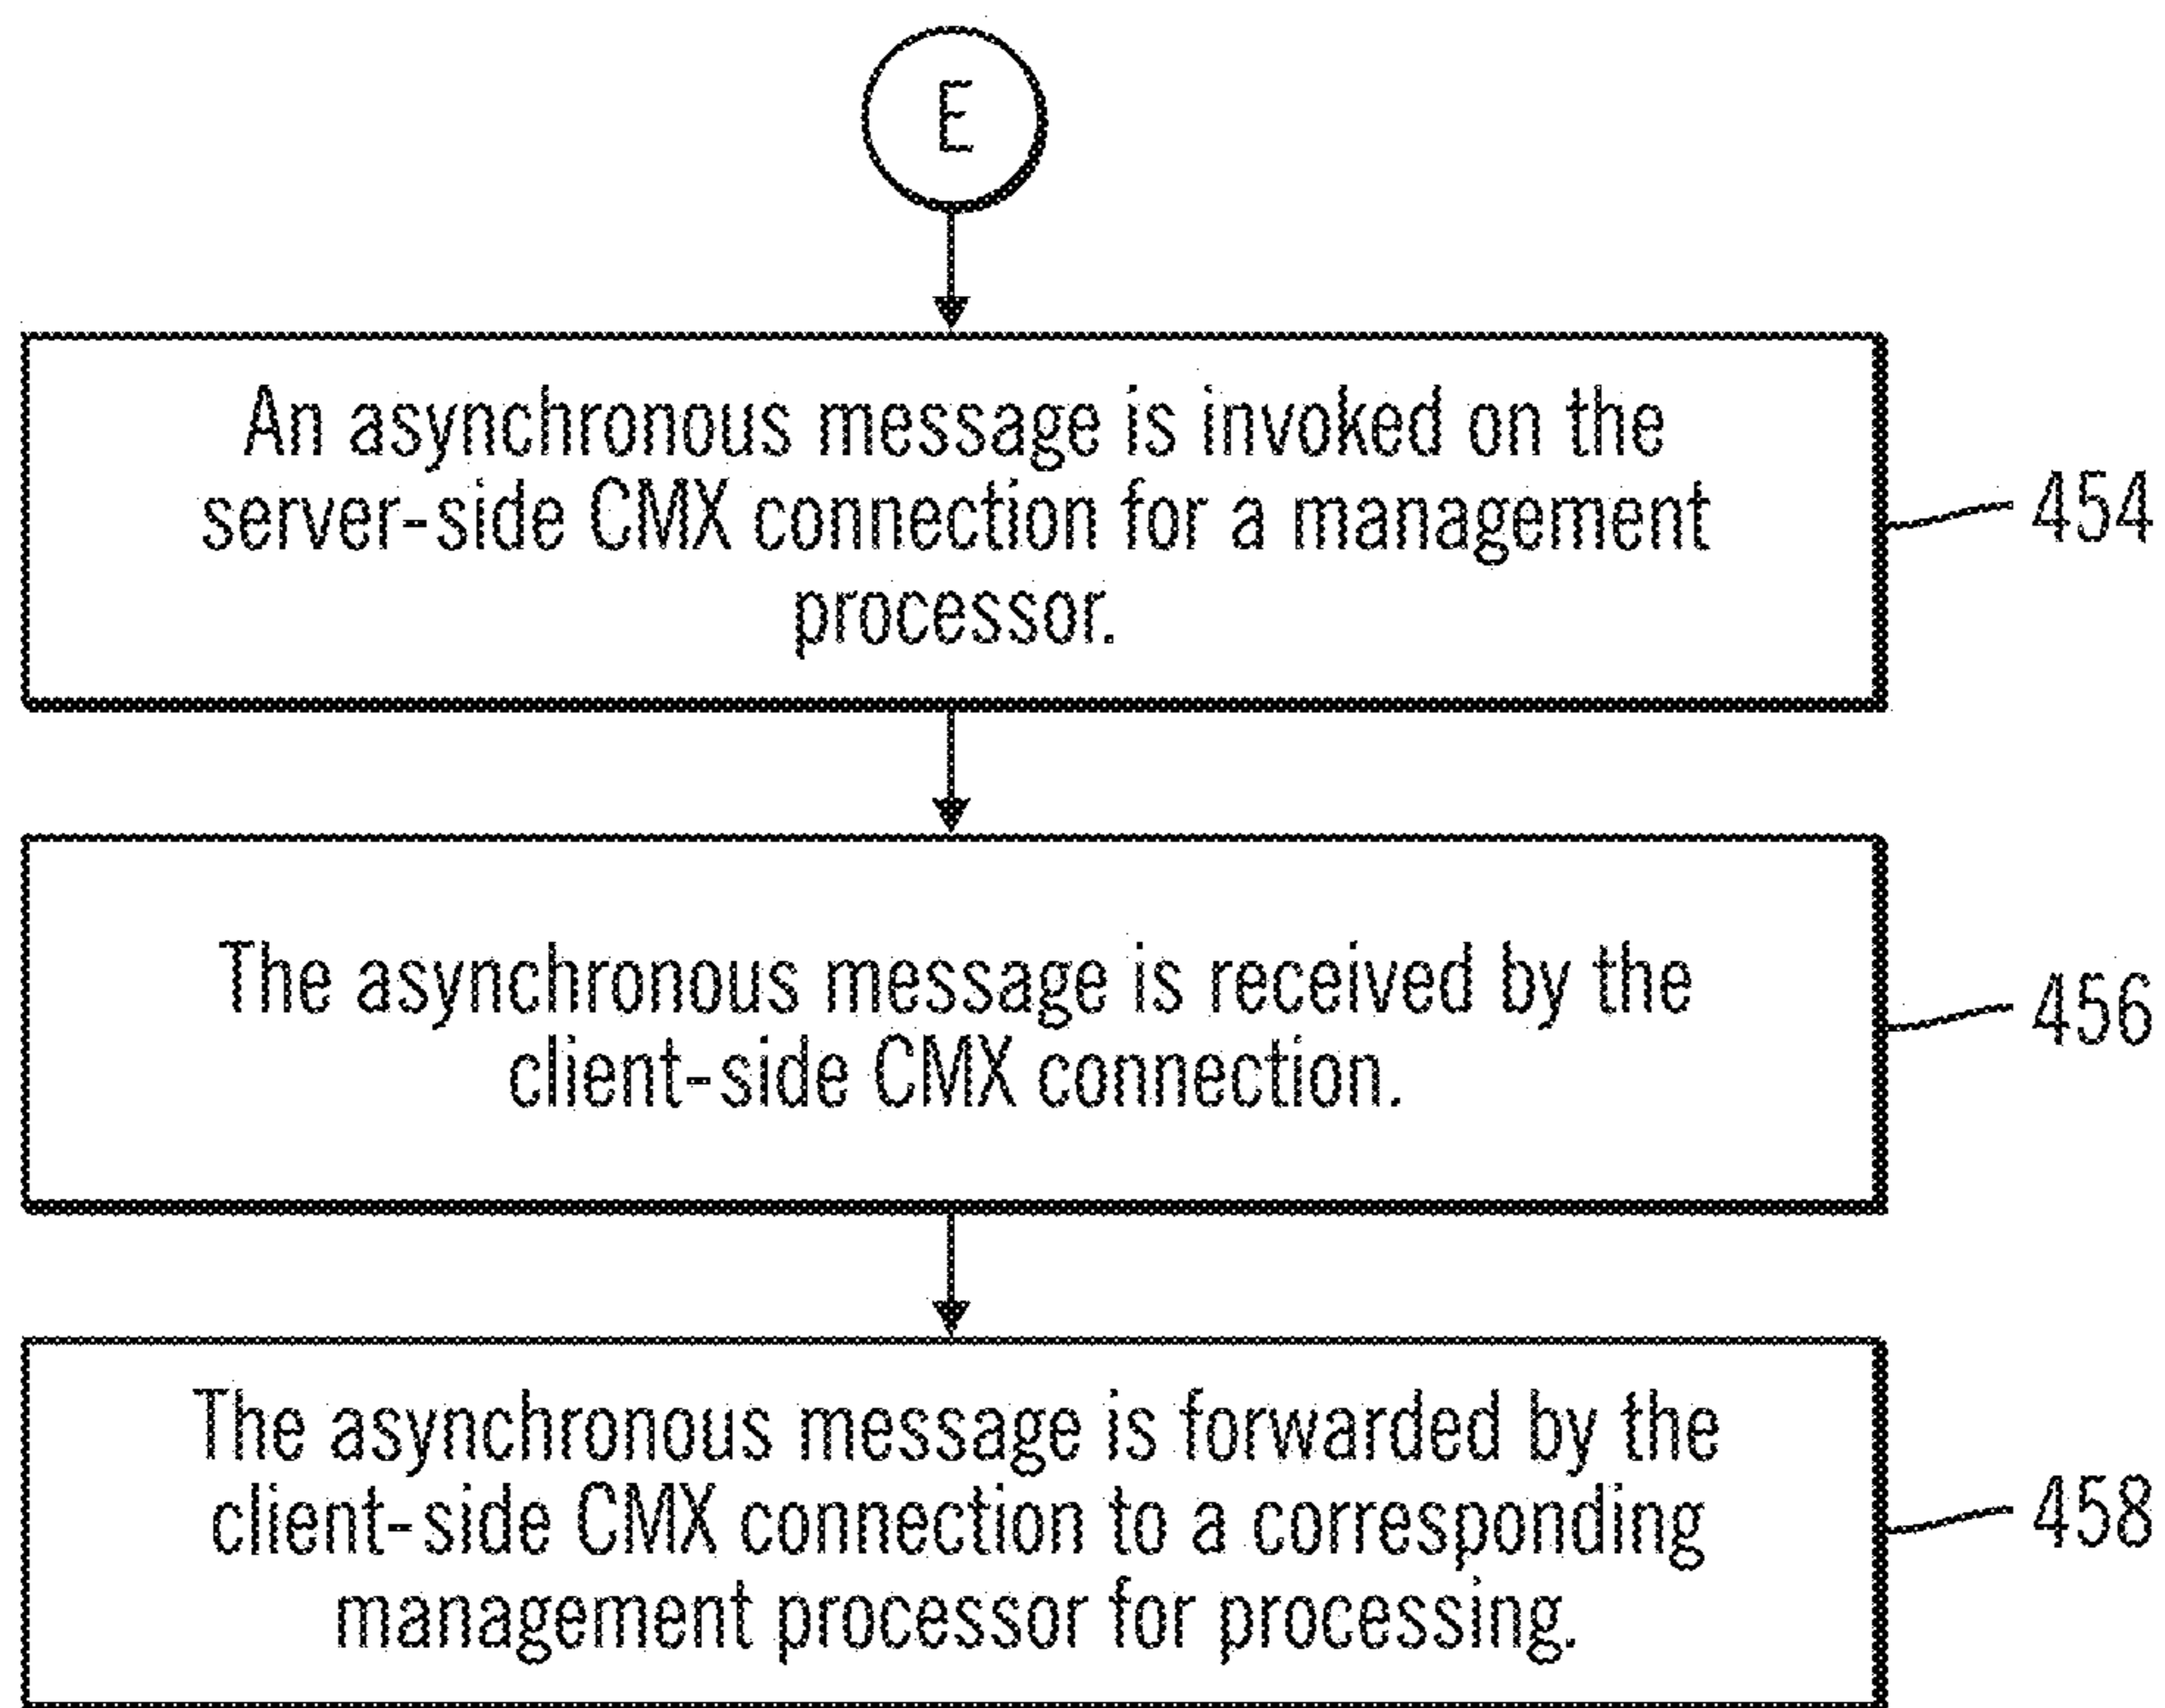 E
An asynchronous message is invoked on the
server-side CMX connection for a management
processor.
454
The asynchronous message is received by the
client-side CMX connection.
456
The asynchronous message is forwarded by the
client-side CMX connection to a corresponding
management processor for processing.
458